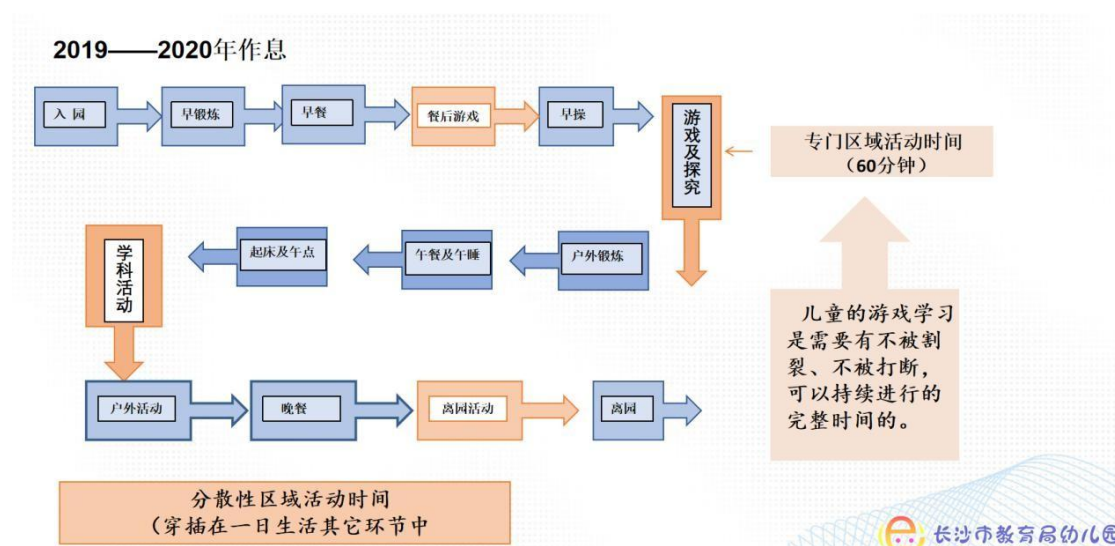 2019——2020年作息
入 园
早锻炼
早餐
餐后游戏
早操
游戏及探究
专门区域活动时间
（60分钟）
户外锻炼
午餐及午睡
起床及午点
学科活动
儿童的游戏学习
是需要有不被割
裂、不被打断，
可以持续进行的
完整时间的。
户外活动
晚餐
离园活动
离园
分散性区域活动时间
（穿插在一日生活其它环节中
长沙市教育局幼儿园